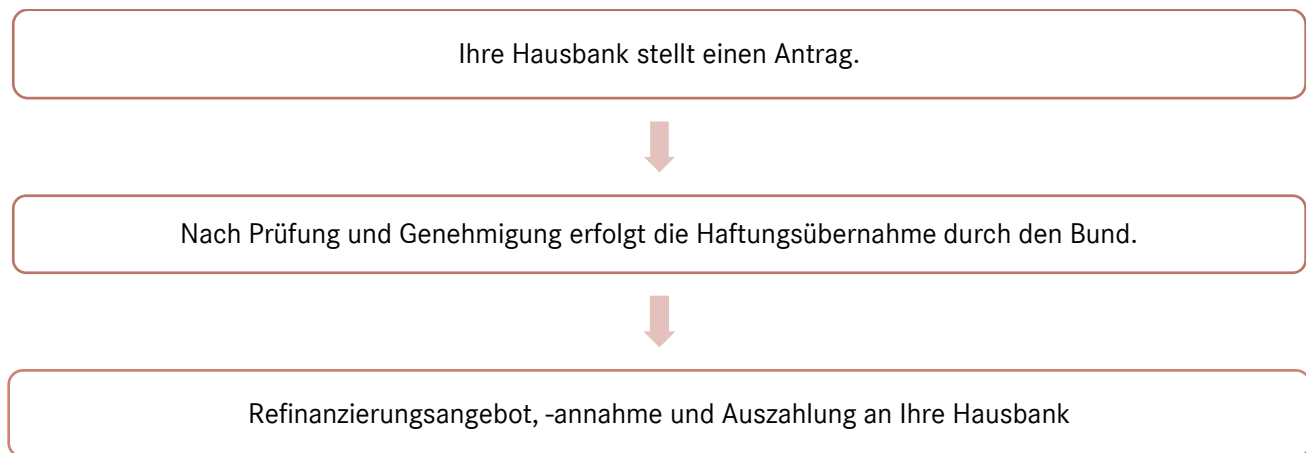 Ihre Hausbank stellt einen Antrag.
Nach Prüfung und Genehmigung erfolgt die Haftungsübernahme durch den Bund.
Refinanzierungsangebot, -annahme und Auszahlung an Ihre Hausbank